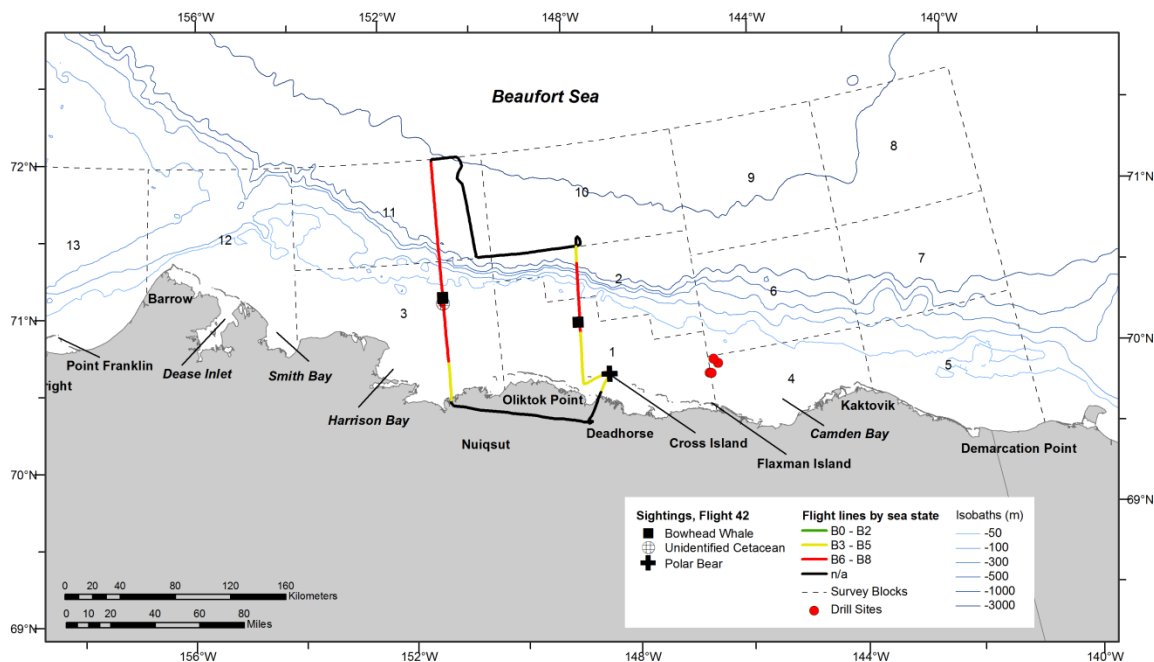 156°W 152°W 148°W 144°W 140°W
Beaufort Sea
72°N
71°N
8
9
10
11
12
13
7
2
6
Barrow
3
71°N
70°N
Point Franklin
right
Dease Inlet
Smith Bay
1
4
5
Harrison Bay
Oliktok Point
Kaktovik
Deadhorse
Camden Bay
Nuiqsut
Cross Island
Demarcation Point
Flaxman Island
70°N
69°N
Sightings, Flight 42
Bowhead Whale
Unidentified Cetacean
Polar Bear
Flight lines by sea state
B0 - B2
B3 - B5
B6 - B8
n/a
Survey Blocks
Drill Sites
Isobaths (m)
-50
-100
-300
-500
-1000
-3000
0 20 40 80 120 160
Kilometers
0 10 20 40 60 80
Miles
69°N
156°W 152°W 148°W 144°W 140°W